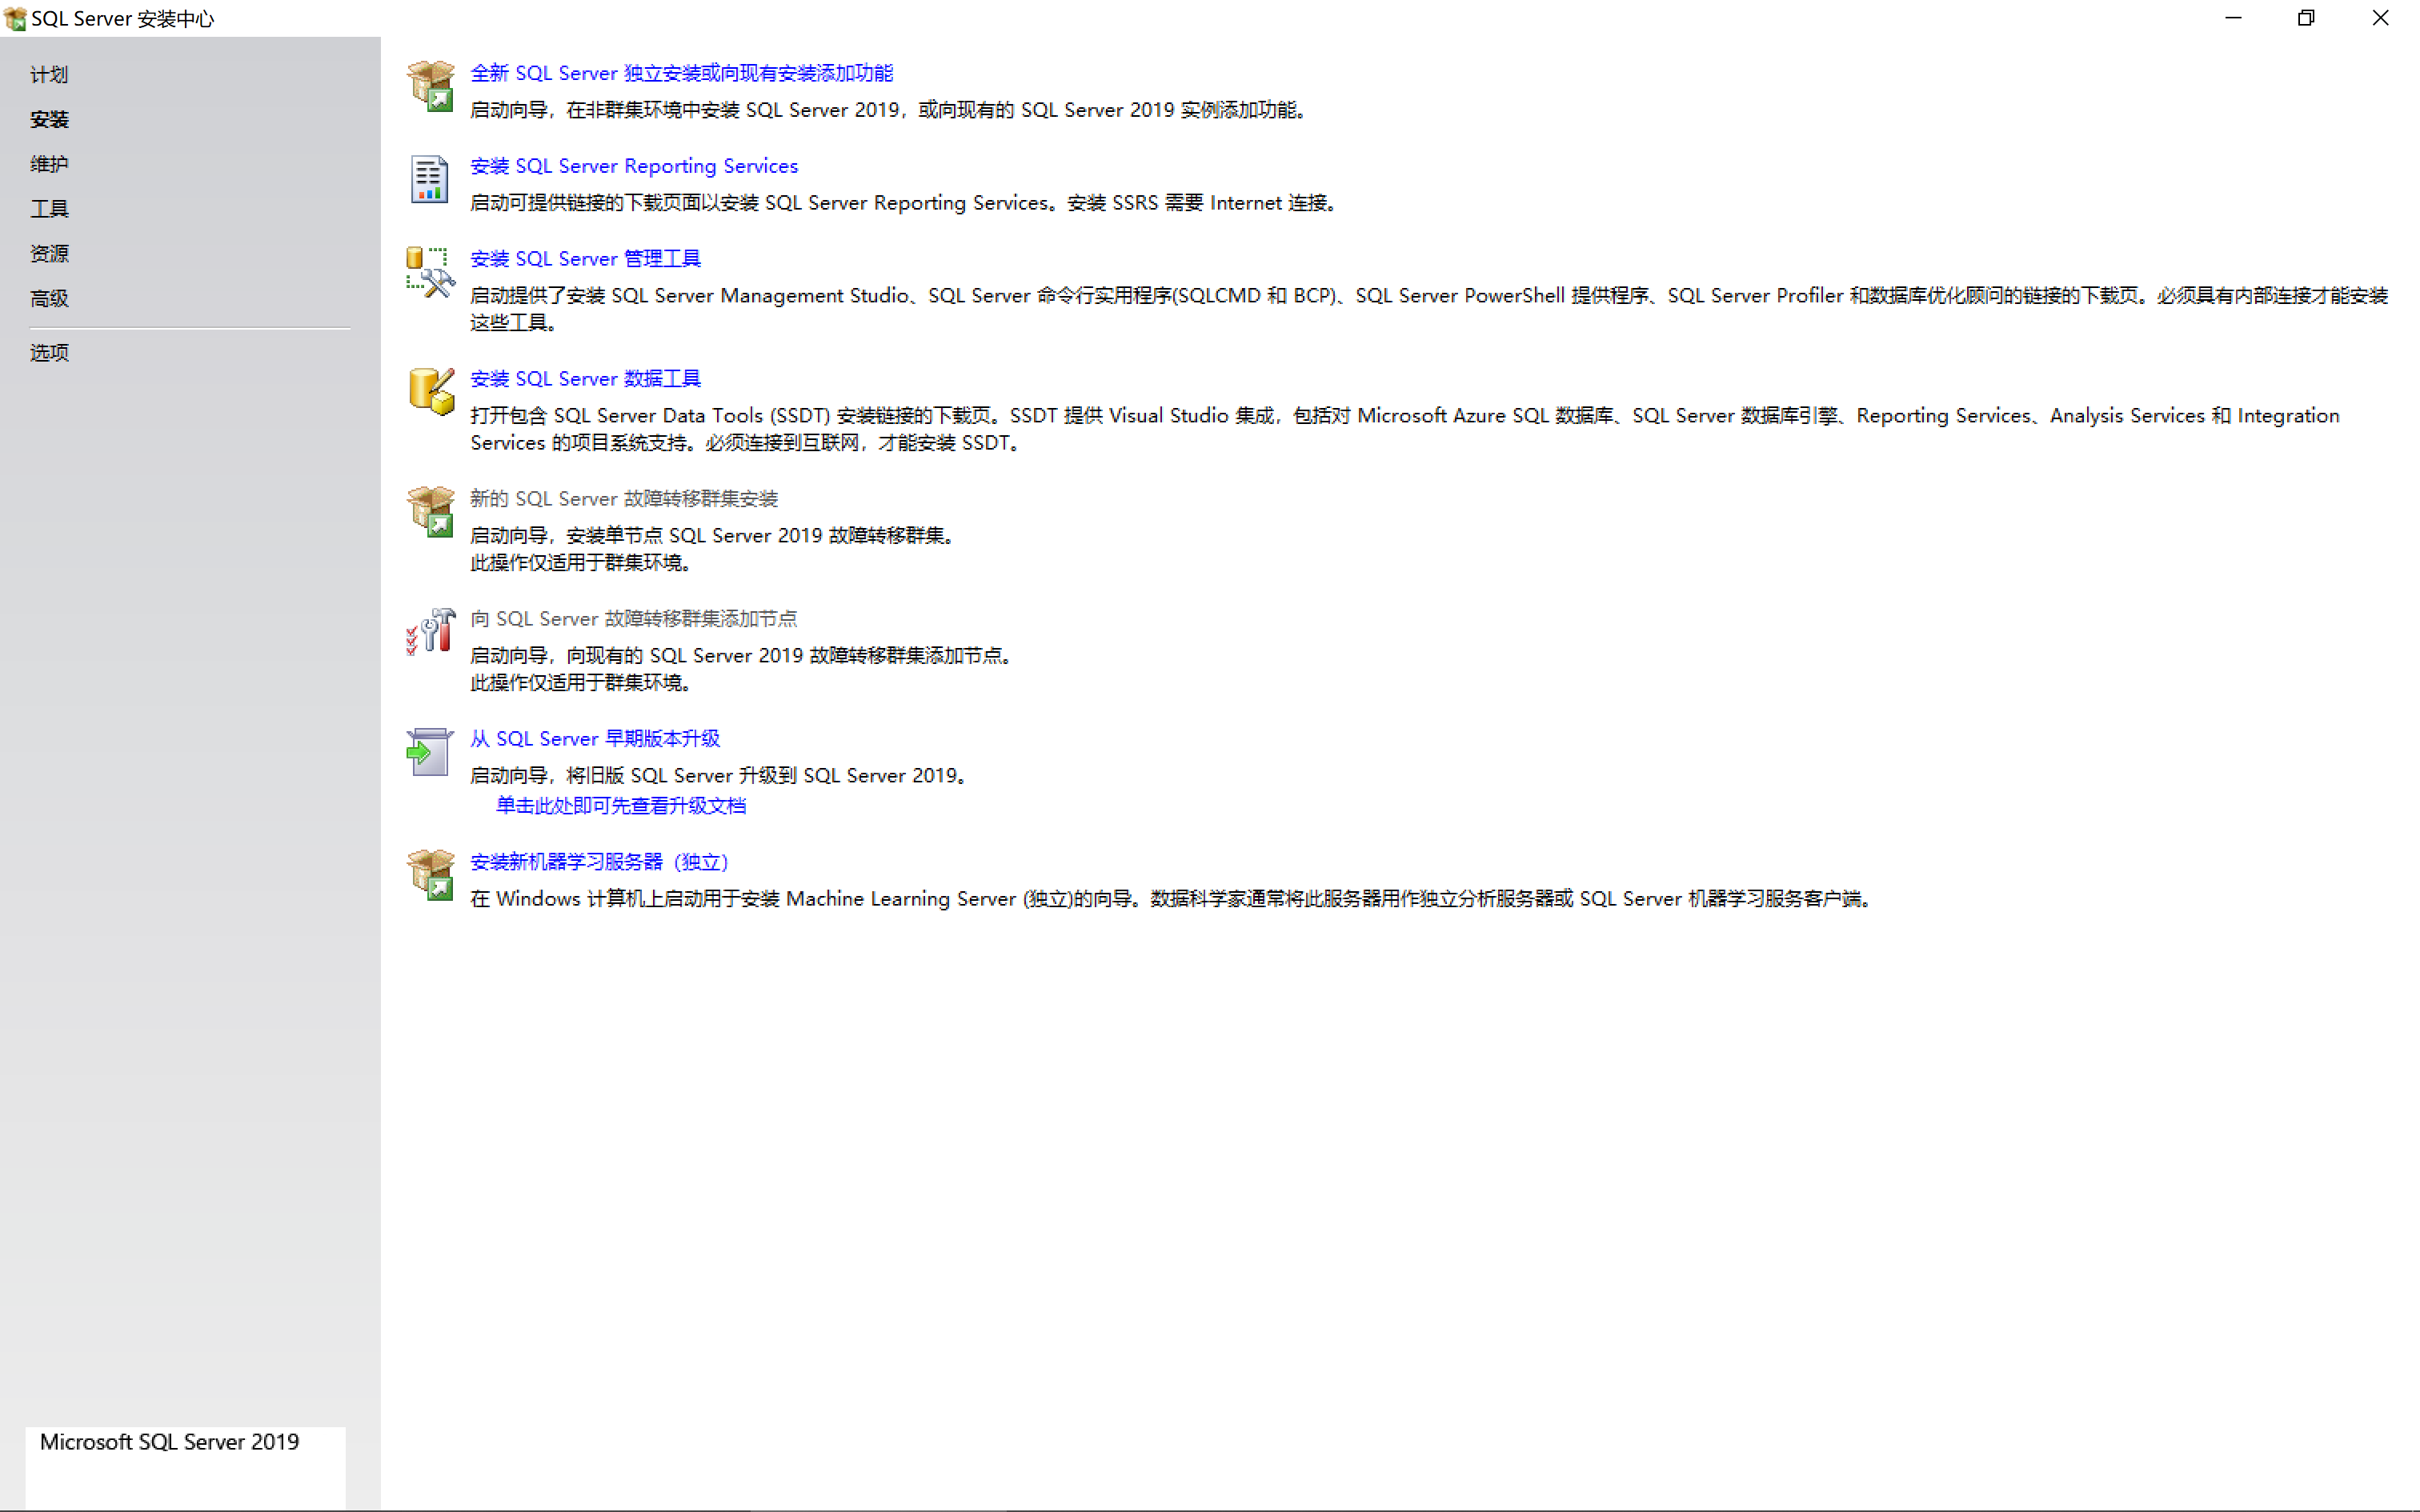 SQL Server 安装中心
计划
安装
维护
工具
资源
高级
选项
Microsoft SQL Server 2019
全新 SQL Server 独立安装或向现有安装添加功能
启动向导，在非群集环境中安装 SQL Server 2019，或向现有的 SQL Server 2019 实例添加功能。
安装 SQL Server Reporting Services
启动可提供链接的下载页面以安装 SQL Server Reporting Services。安装 SSRS 需要 Internet 连接。
安装 SQL Server 管理工具
启动提供了安装 SQL Server Management Studio、SQL Server 命令行实用程序(SQLCMD 和 BCP)、SQL Server PowerShell 提供程序、SQL Server Profiler 和数据库优化顾问的链接的下载页。必须具有内部连接才能安装
这些工具。
安装 SQL Server 数据工具
打开包含 SQL Server Data Tools (SSDT) 安装链接的下载页。SSDT 提供 Visual Studio 集成，包括对 Microsoft Azure SQL 数据库、SQL Server 数据库引擎、Reporting Services、Analysis Services 和 Integration
Services 的项目系统支持。必须连接到互联网，才能安装 SSDT。
新的 SQL Server 故障转移群集安装
启动向导，安装单节点 SQL Server 2019 故障转移群集。
此操作仅适用于群集环境。
向 SQL Server 故障转移群集添加节点
启动向导，向现有的 SQL Server 2019 故障转移群集添加节点。
此操作仅适用于群集环境。
从 SQL Server 早期版本升级
启动向导，将旧版 SQL Server 升级到 SQL Server 2019。
单击此处即可先查看升级文档
安装新机器学习服务器（独立）
在 Windows 计算机上启动用于安装 Machine Learning Server (独立)的向导。数据科学家通常将此服务器用作独立分析服务器或 SQL Server 机器学习服务客户端。